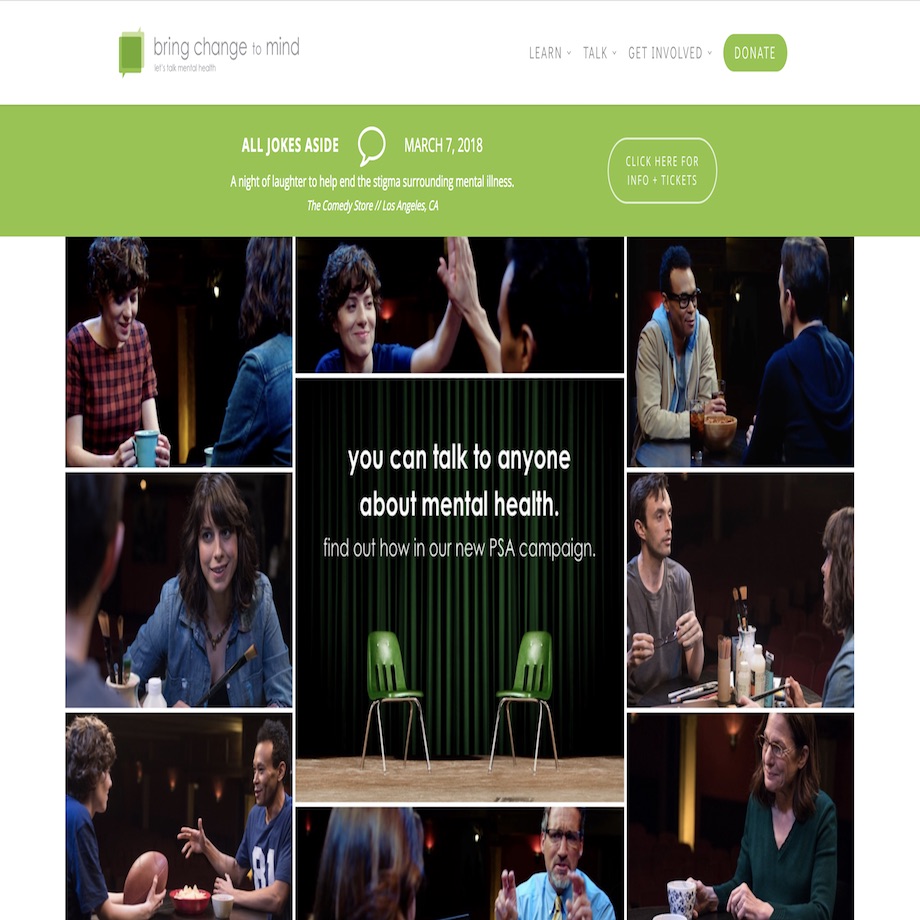 bring change to mind
let's talk mental health
LEARN
TALK
GET INVOLVED
DONATE
ALL JOKES ASIDE
MARCH 7, 2018
A night of laughter to help end the stigma surrounding mental illness.
The Comedy Store // Los Angeles, CA
CLICK HERE FOR
INFO + TICKETS
you can talk to anyone
about mental health.
find out how in our new PSA campaign.
81